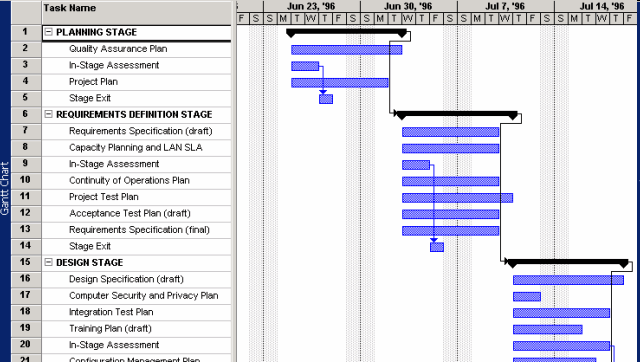 Task Name
Jun 23, '96 Jun 30, '96 Jul 7, '96 Jul 14, '96
F S S M T W T F S S M T W T F S S M T W T F S S M T W T F
1 PLANNING STAGE
2 Quality Assurance Plan
3 In-Stage Assessment
4 Project Plan
5 Stage Exit
6 REQUIREMENTS DEFINITION STAGE
7 Requirements Specification (draft)
8 Capacity Planning and LAN SLA
9 In-Stage Assessment
10 Continuity of Operations Plan
11 Project Test Plan
12 Acceptance Test Plan (draft)
13 Requirements Specification (final)
14 Stage Exit
15 DESIGN STAGE
16 Design Specification (draft)
17 Computer Security and Privacy Plan
18 Integration Test Plan
19 Training Plan (draft)
20 In-Stage Assessment
21 Configuration Management Plan
Gantt Chart